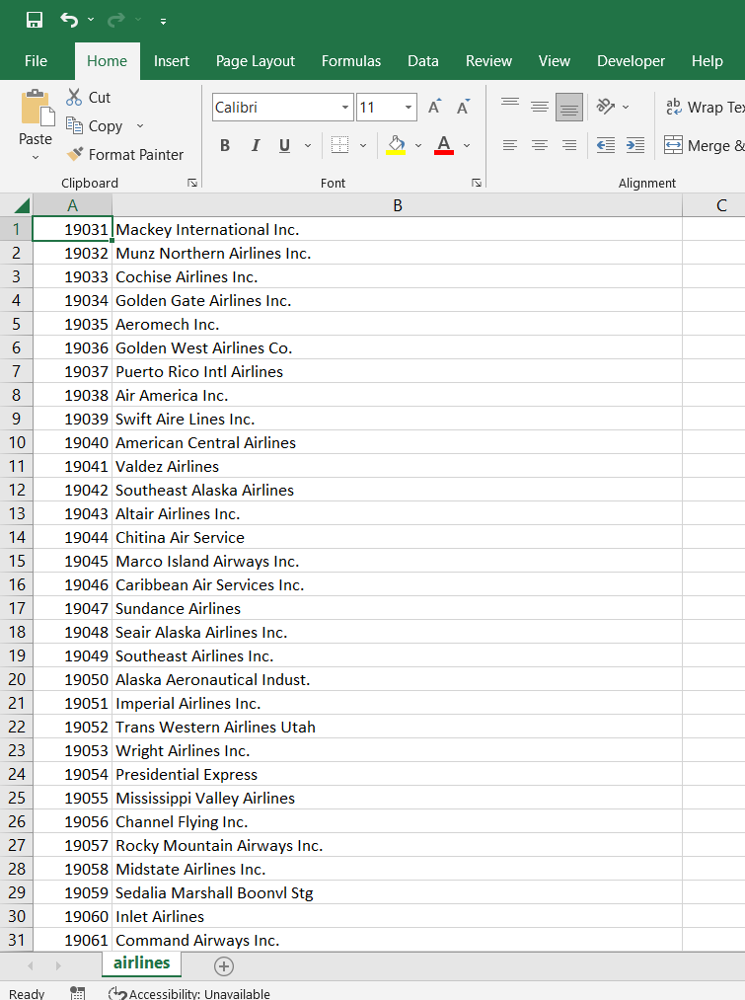 File Home Insert Page Layout Formulas Data Review View Developer Help
Paste
Cut
Copy
Format Painter
Clipboard
Calibri 11 A A
B I U A
Font
ab Wrap Tex
Merge &
Alignment
A B C
1 19031 Mackey International Inc.
2 19032 Munz Northern Airlines Inc.
3 19033 Cochise Airlines Inc.
4 19034 Golden Gate Airlines Inc.
5 19035 Aeromech Inc.
6 19036 Golden West Airlines Co.
7 19037 Puerto Rico Intl Airlines
8 19038 Air America Inc.
9 19039 Swift Aire Lines Inc.
10 19040 American Central Airlines
11 19041 Valdez Airlines
12 19042 Southeast Alaska Airlines
13 19043 Altair Airlines Inc.
14 19044 Chitina Air Service
15 19045 Marco Island Airways Inc.
16 19046 Caribbean Air Services Inc.
17 19047 Sundance Airlines
18 19048 Seair Alaska Airlines Inc.
19 19049 Southeast Airlines Inc.
20 19050 Alaska Aeronautical Indust.
21 19051 Imperial Airlines Inc.
22 19052 Trans Western Airlines Utah
23 19053 Wright Airlines Inc.
24 19054 Presidential Express
25 19055 Mississippi Valley Airlines
26 19056 Channel Flying Inc.
27 19057 Rocky Mountain Airways Inc.
28 19058 Midstate Airlines Inc.
29 19059 Sedalia Marshall Boonvl Stg
30 19060 Inlet Airlines
31 19061 Command Airways Inc.
airlines
Ready Accessibility: Unavailable